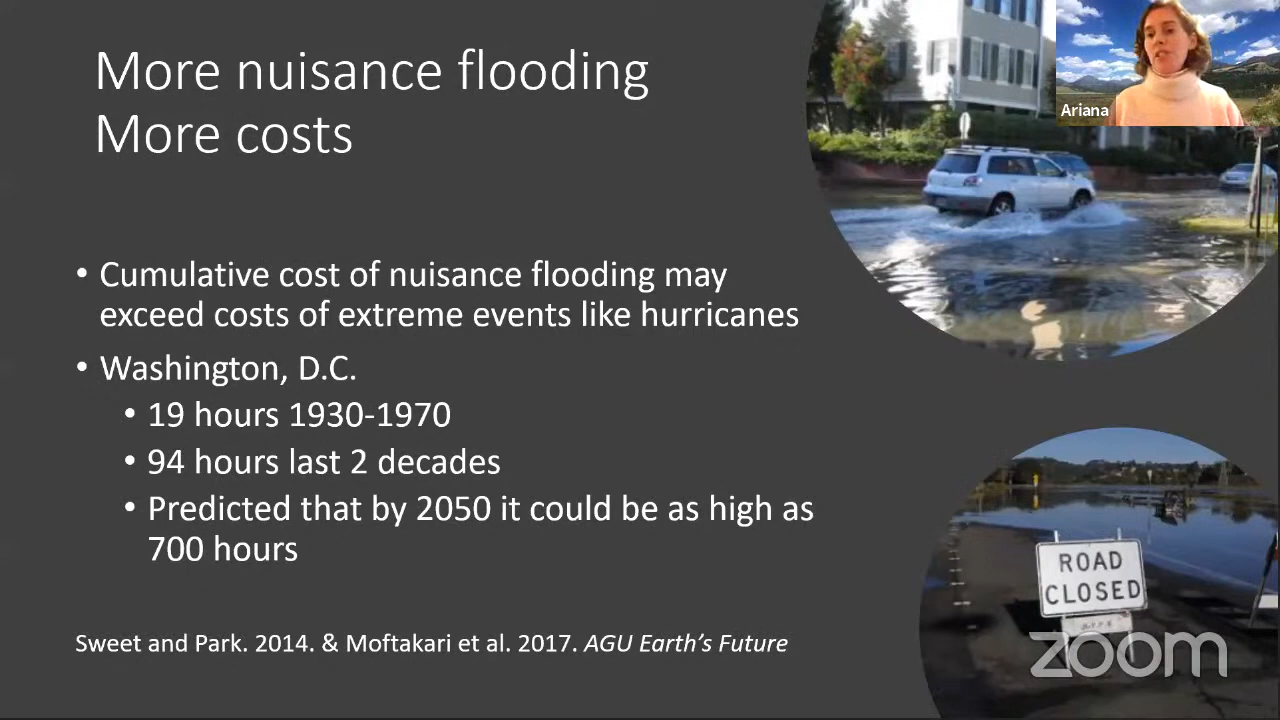 More nuisance flooding
More costs
Ariana
• Cumulative cost of nuisance flooding may
exceed costs of extreme events like hurricanes
• Washington, D.C.
• 19 hours 1930-1970
• 94 hours last 2 decades
• Predicted that by 2050 it could be as high as
700 hours
ROAD
CLOSED
Sweet and Park. 2014. & Moftakari et al. 2017. AGU Earth's Future
zoom